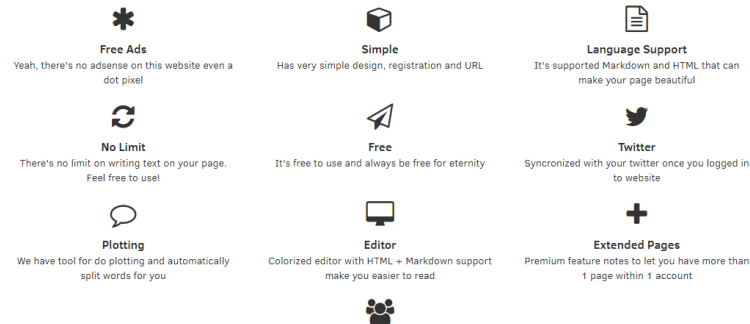 Free Ads
Yeah, there's no adsense on this website even a
dot pixel
Simple
Has very simple design, registration and URL
Language Support
It's supported Markdown and HTML that can
make your page beautiful
No Limit
There's no limit on writing text on your page.
Feel free to use!
Free
It's free to use and always be free for eternity
Twitter
Syncronized with your twitter once you logged in
to website
Plotting
We have tool for do plotting and automatically
split words for you
Editor
Colorized editor with HTML + Markdown support
make you easier to read
Extended Pages
Premium feature notes to let you have more than
1 page within 1 account